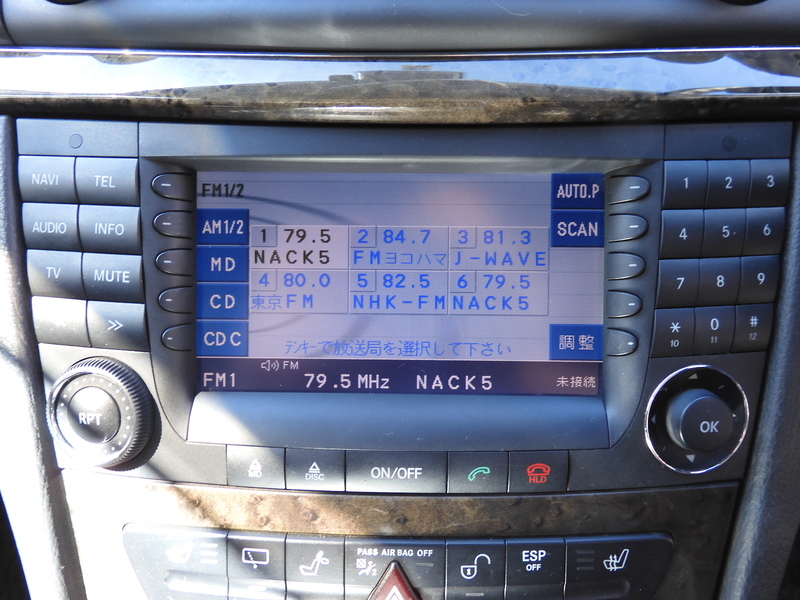 NAVI TEL
AUDIO INFO
TV MUTE
>>
FM1/2 AUTO.P
AM1/2 SCAN
MD
CD
CDC 調整
1 79.5 2 84.7 3 81.3
NACK5 FMヨコハマ J-WAVE
4 80.0 5 82.5 6 79.5
東京FM NHK-FM NACK5
テンキーで放送局を選択して下さい
FM
FM1 79.5MHz NACK5 未接続
1 2 3
4 5 6
7 8 9
* 0 #
10 11 12
RPT
OK
MD DISC ON/OFF HLD
PASS AIR BAG OFF
ESP
OFF